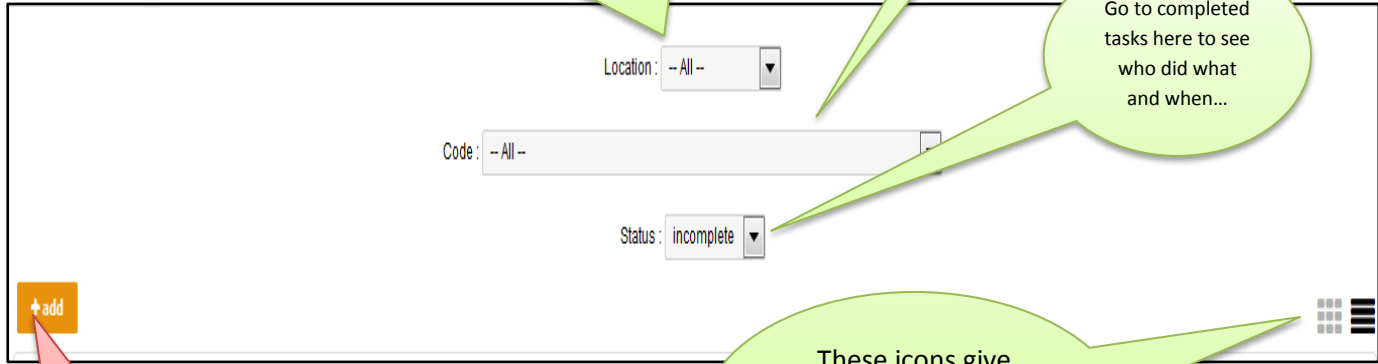 Go to completed
tasks here to see
who did what
and when…
Location : -- All --
Code : -- All --
Status : incomplete
+add
These icons give